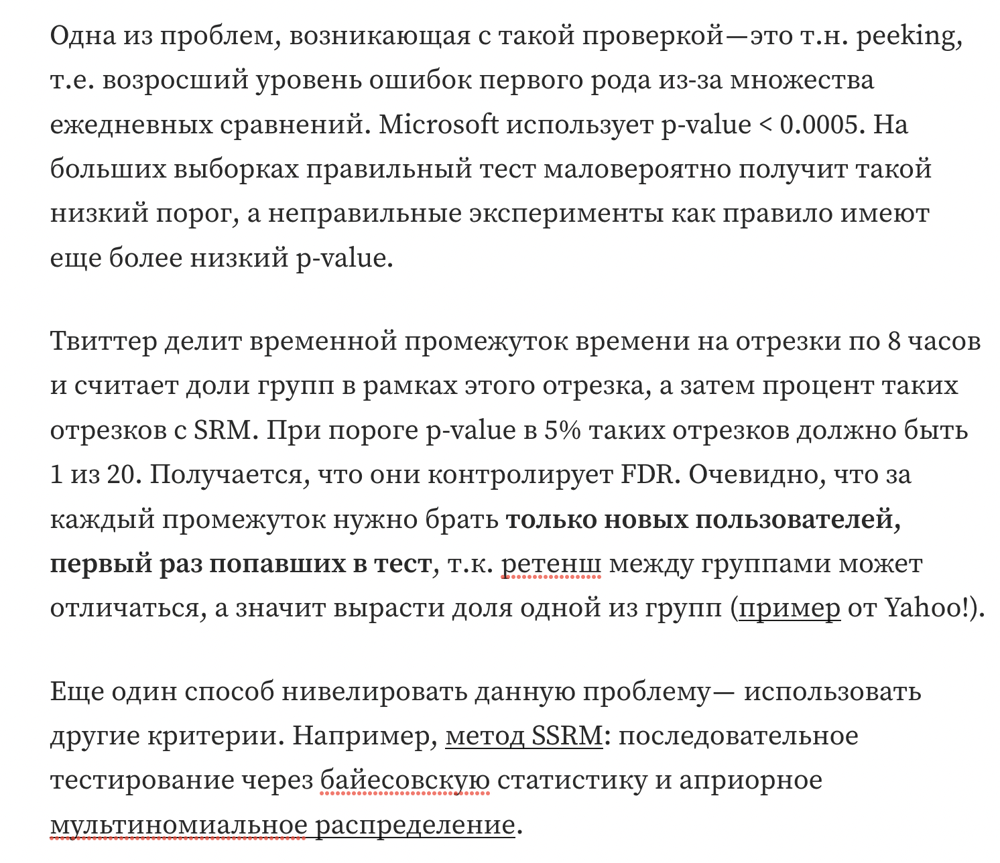 Одна из проблем, возникающая с такой проверкой—это т.н. peeking,
т.е. возросший уровень ошибок первого рода из-за множества
ежедневных сравнений. Microsoft использует p-value < 0.0005. На
больших выборках правильный тест маловероятно получит такой
низкий порог, а неправильные эксперименты как правило имеют
еще более низкий p-value.
Твиттер делит временной промежуток времени на отрезки по 8 часов
и считает доли групп в рамках этого отрезка, а затем процент таких
отрезков с SRM. При пороге p-value в 5% таких отрезков должно быть
1 из 20. Получается, что они контролирует FDR. Очевидно, что за
каждый промежуток нужно брать только новых пользователей,
первый раз попавших в тест, т.к. ретенш между группами может
отличаться, а значит вырасти доля одной из групп (пример от Yahoo!).
Еще один способ нивелировать данную проблему— использовать
другие критерии. Например, метод SSRM: последовательное
тестирование через байесовскую статистику и априорное
мультиномиальное распределение.